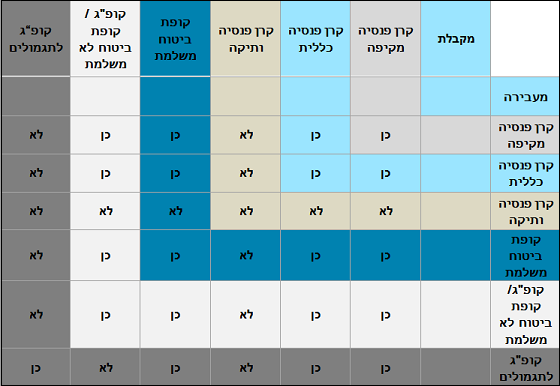 מקבלת קרן פנסיה מקיפה קרן פנסיה כללית קרן פנסיה ותיקה קופת ביטוח משלמת קופ"ג / קופת ביטוח לא משלמת קופ"ג לתגמולים
מעבירה
קרן פנסיה מקיפה כן כן לא כן כן לא
קרן פנסיה כללית כן כן לא כן כן לא
קרן פנסיה ותיקה לא לא לא לא לא לא
קופת ביטוח משלמת כן כן לא כן כן לא
קופ"ג/ קופת ביטוח לא משלמת כן כן לא כן כן לא
קופ"ג לתגמולים כן כן לא כן לא כן